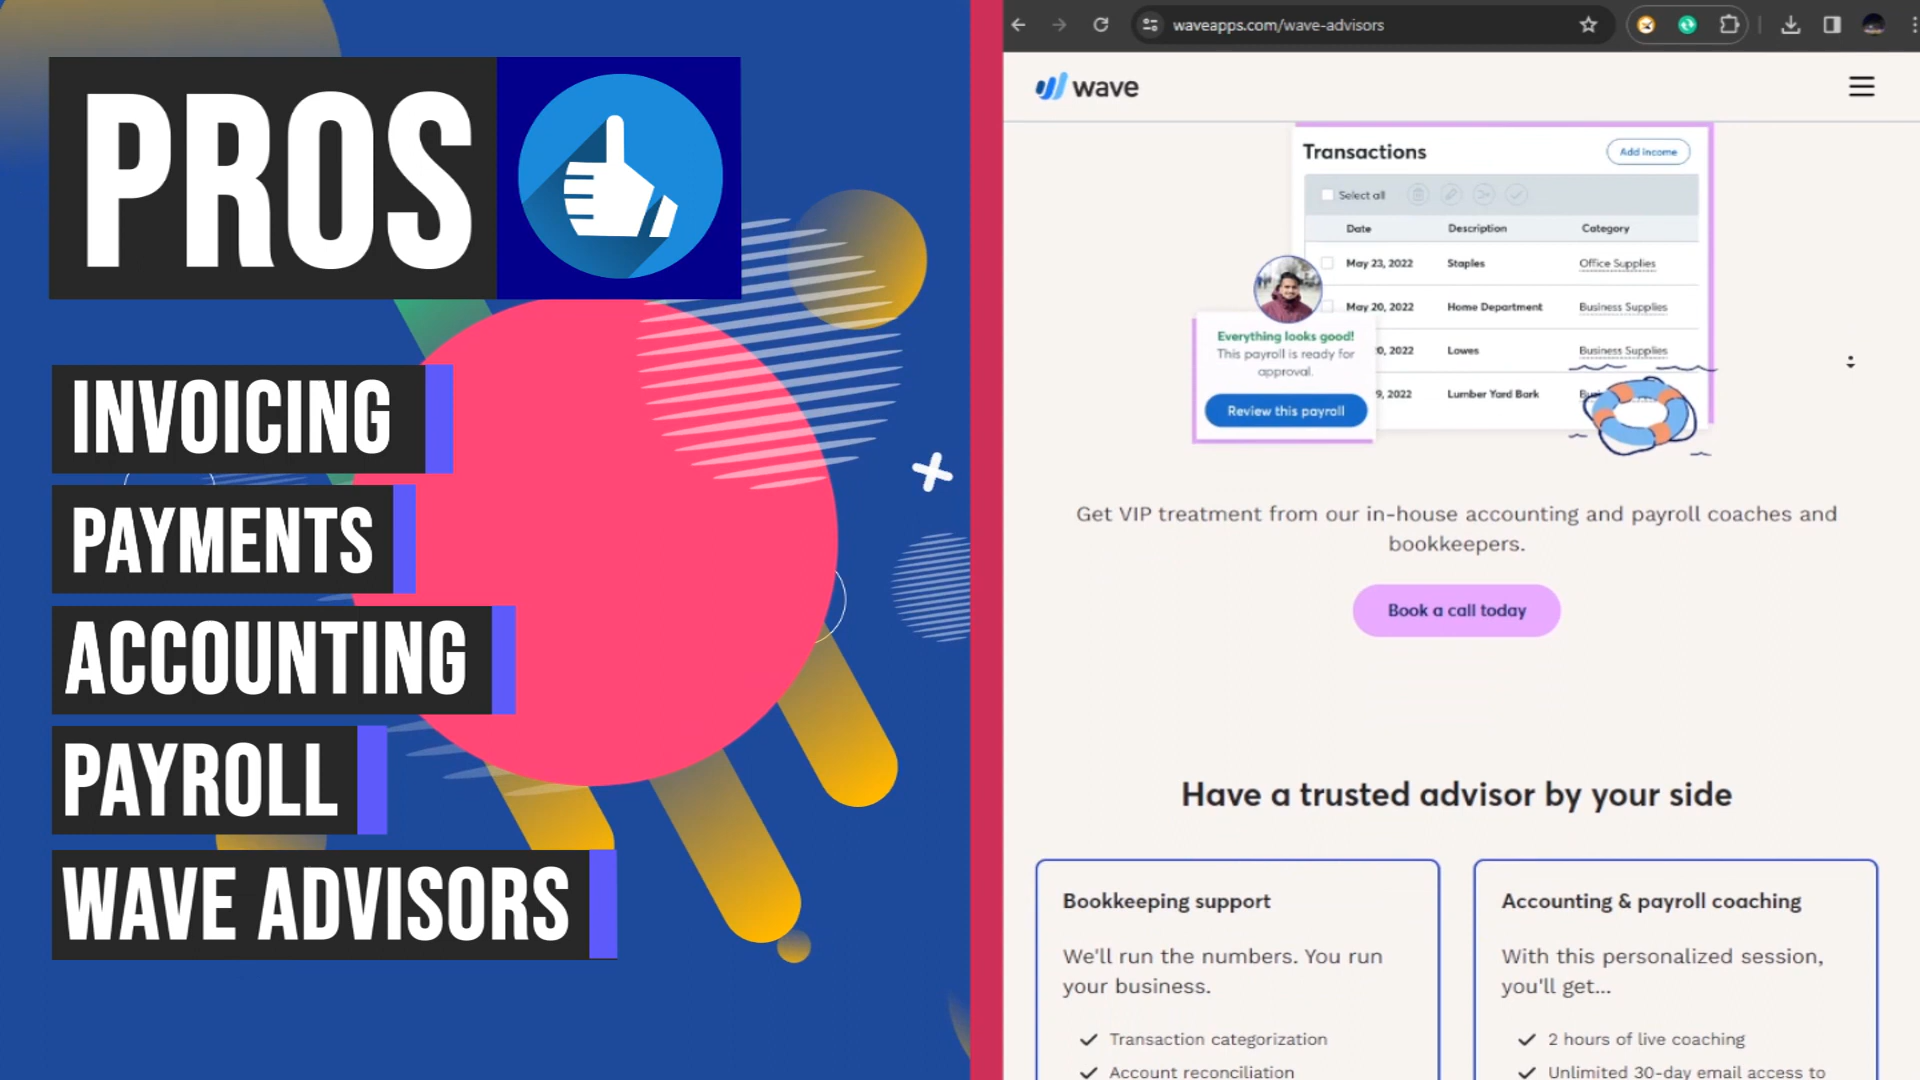 PROS
INVOICING
PAYMENTS
ACCOUNTING
PAYROLL
WAVE ADVISORS
waveapps.com/wave-advisors
wave
Transactions
Add income
Select all
Date Description Category
May 23, 2022 Staples Office Supplies
May 20, 2022 Home Department Business Supplies
0, 2022 Lowes Business Supplies
9, 2022 Lumber Yard Bark
Everything looks good!
This payroll is ready for
approval.
Review this payroll
Get VIP treatment from our in-house accounting and payroll coaches and
bookkeepers.
Book a call today
Have a trusted advisor by your side
Bookkeeping support
We'll run the numbers. You run
your business.
Transaction categorization
Account reconciliation
Accounting & payroll coaching
With this personalized session,
you'll get...
2 hours of live coaching
Unlimited 30-day email access to